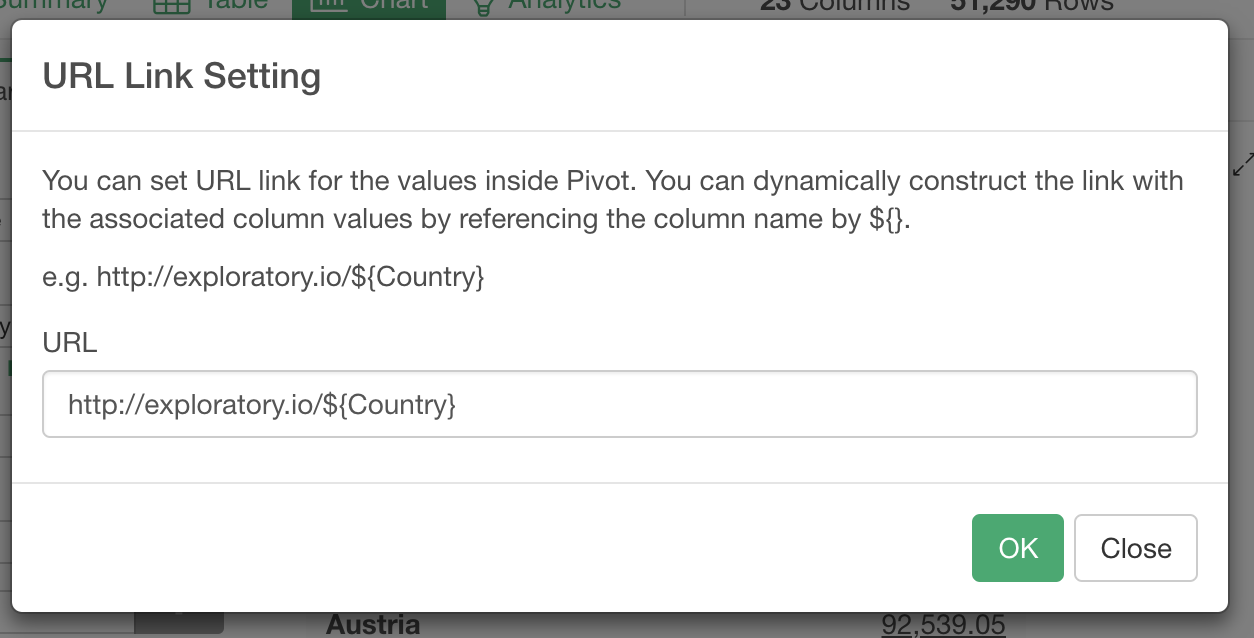 Summary Table Chart Analytics 23 Columns 51,290 Rows
URL Link Setting
You can set URL link for the values inside Pivot. You can dynamically construct the link with
the associated column values by referencing the column name by ${}.
e.g. http://exploratory.io/${Country}
URL
http://exploratory.io/${Country}
OK Close
Austria 92,539.05